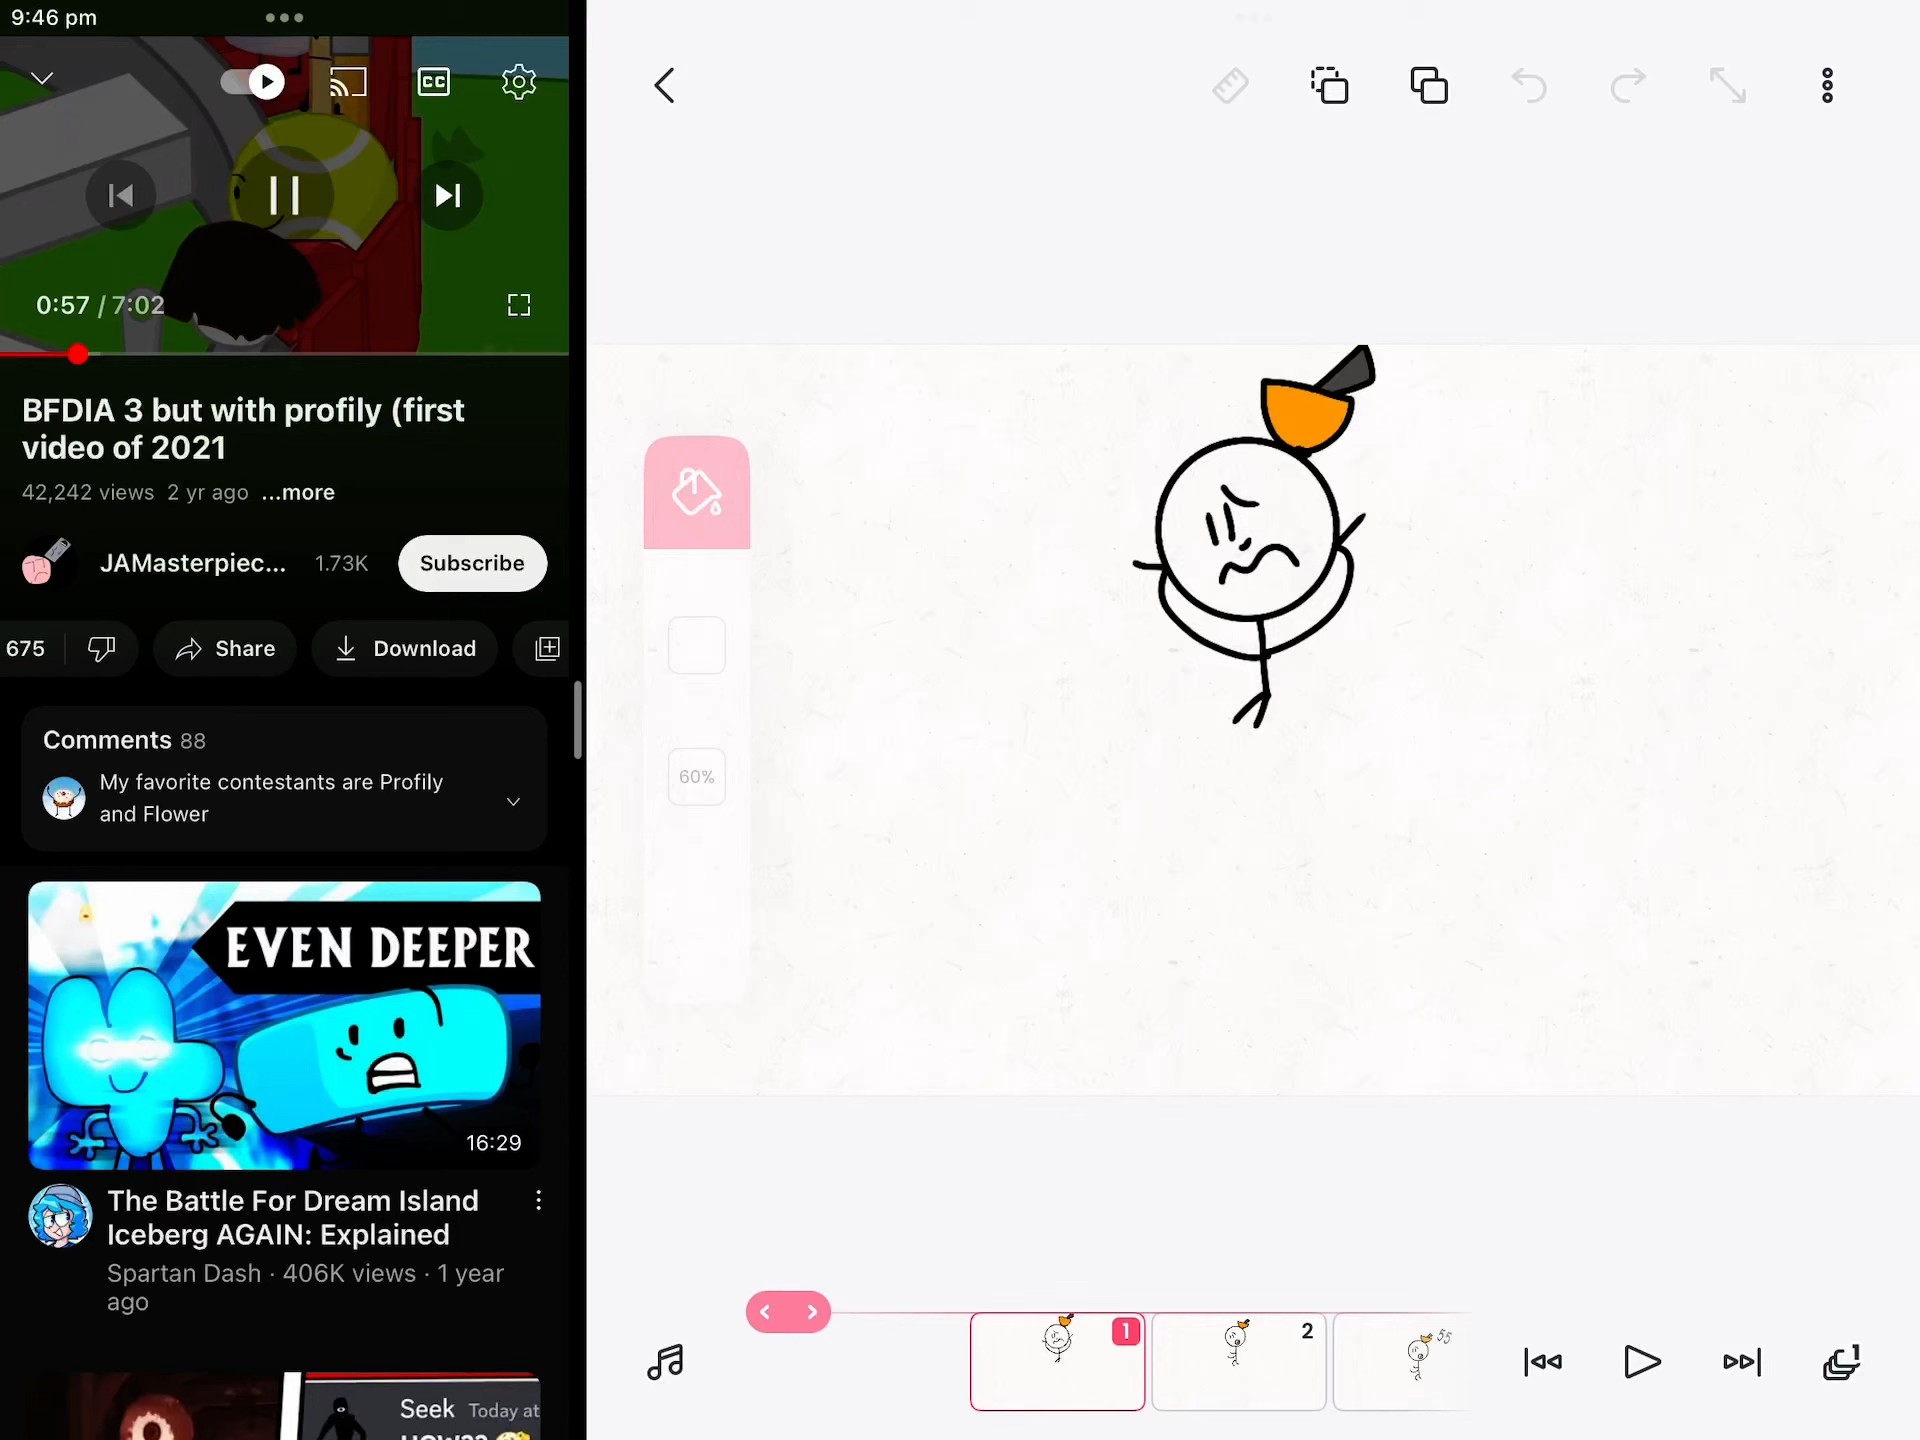 9:46 pm
CC
0:57 / 7:02
BFDIA 3 but with profily (first
video of 2021
42,242 views 2 yr ago ...more
JAMasterpiec... 1.73K Subscribe
675 Share Download
Comments 88
My favorite contestants are Profily
and Flower
EVEN DEEPER
16:29
The Battle For Dream Island
Iceberg AGAIN: Explained
Spartan Dash · 406K views · 1 year
ago
Seek Today at
60%
1
2
55
1